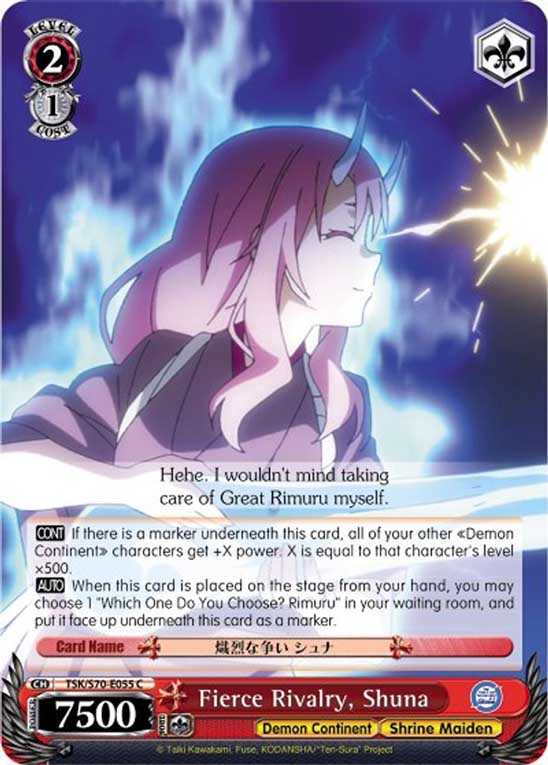 LEVEL
2
1
COST
Hehe. I wouldn't mind taking
care of Great Rimuru myself.
CONT If there is a marker underneath this card, all of your other «Demon
Continent» characters get +X power. X is equal to that character's level
×500.
AUTO When this card is placed on the stage from your hand, you may
choose 1 "Which One Do You Choose? Rimuru" in your waiting room, and
put it face up underneath this card as a marker.
Card Name 熾烈な争い シュナ
CH TSK/S70-E055 C
Fierce Rivalry, Shuna
POWER 7500
Demon Continent Shrine Maiden
© Taiki Kawakami, Fuse, KODANSHA/"Ten-Sura" Project